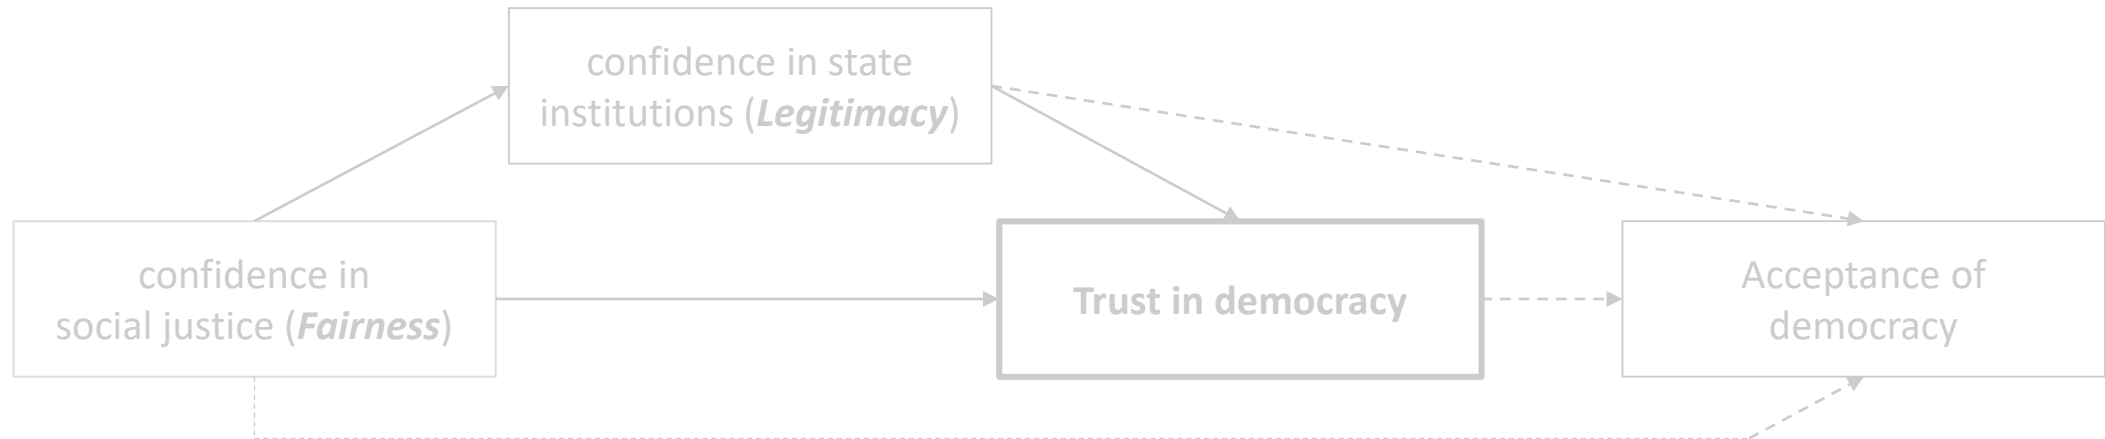 confidence in state
institutions (Legitimacy)
confidence in
social justice (Fairness)
Trust in democracy
Acceptance of
democracy